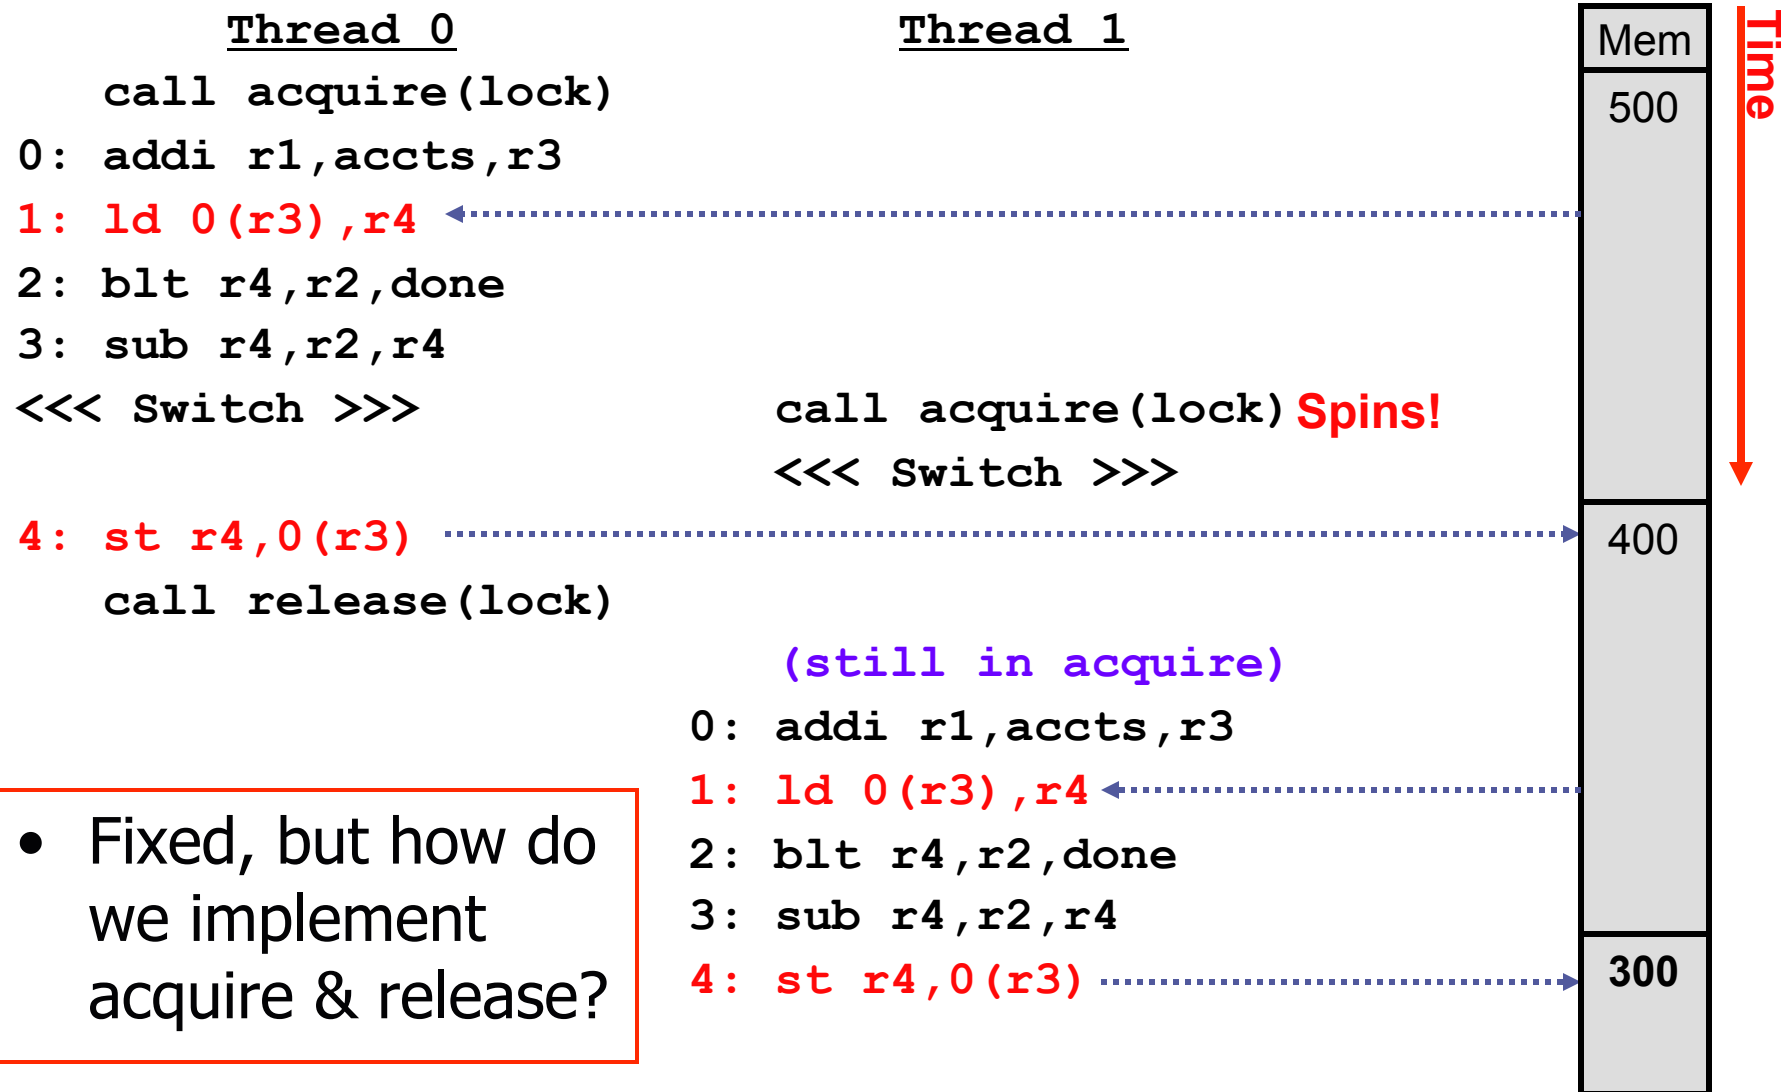 Thread 0
Thread 1
Mem
Time
call acquire(lock)
500
0: addi r1,accts,r3
1: ld 0(r3),r4
2: blt r4,r2,done
3: sub r4,r2,r4
<<< Switch >>>
call acquire(lock) Spins!
<<< Switch >>>
4: st r4,0(r3)
400
call release(lock)
(still in acquire)
0: addi r1,accts,r3
1: ld 0(r3),r4
2: blt r4,r2,done
3: sub r4,r2,r4
4: st r4,0(r3)
300
• Fixed, but how do
we implement
acquire & release?